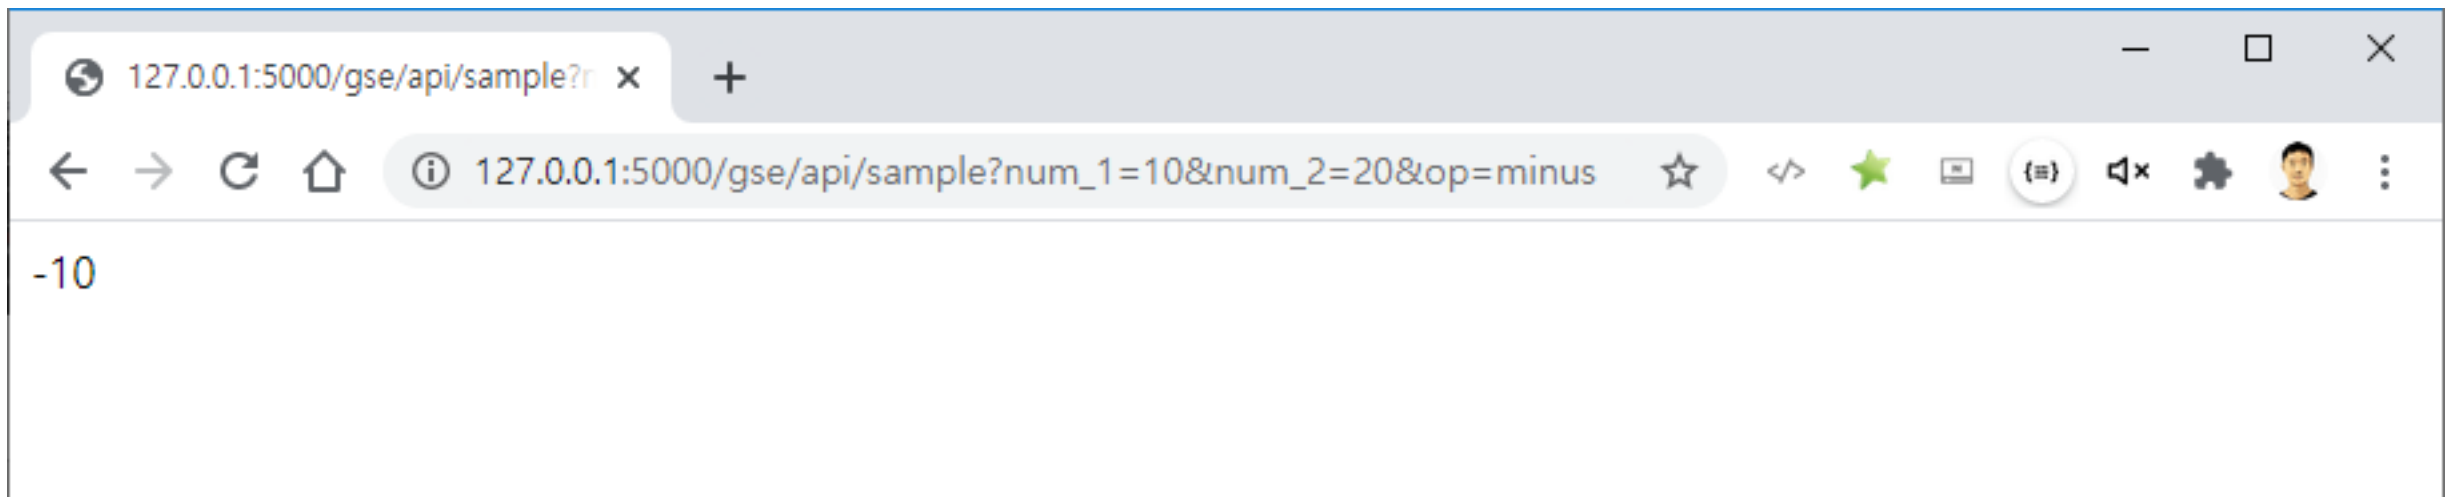 127.0.0.1:5000/gse/api/sample?
127.0.0.1:5000/gse/api/sample?num_1=10&num_2=20&op=minus
-10